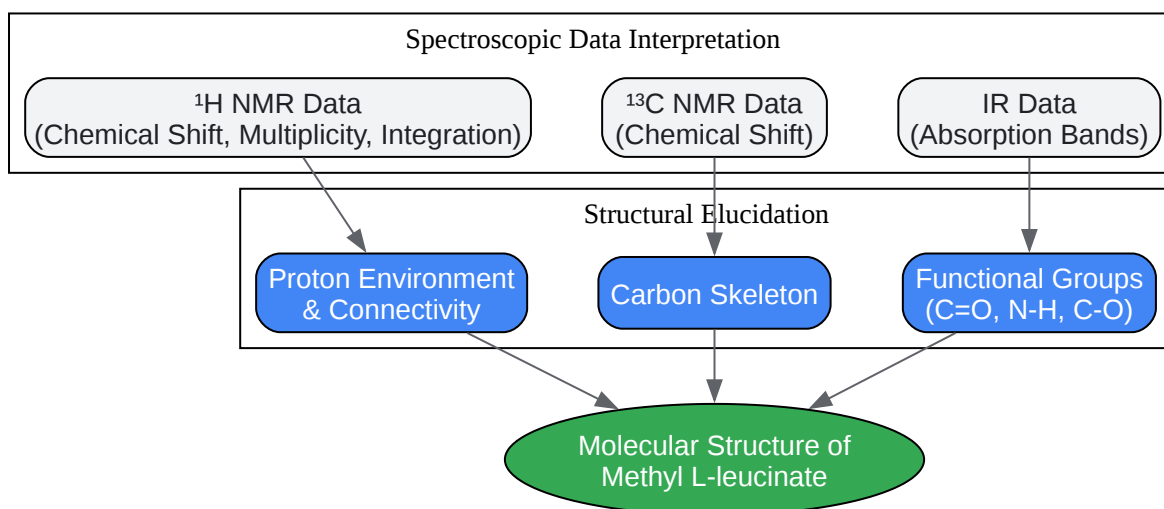 Spectroscopic Data Interpretation
¹H NMR Data
(Chemical Shift, Multiplicity, Integration)
¹³C NMR Data
(Chemical Shift)
IR Data
(Absorption Bands)
Structural Elucidation
Proton Environment
& Connectivity
Carbon Skeleton
Functional Groups
(C=O, N-H, C-O)
Molecular Structure of
Methyl L-leucinate